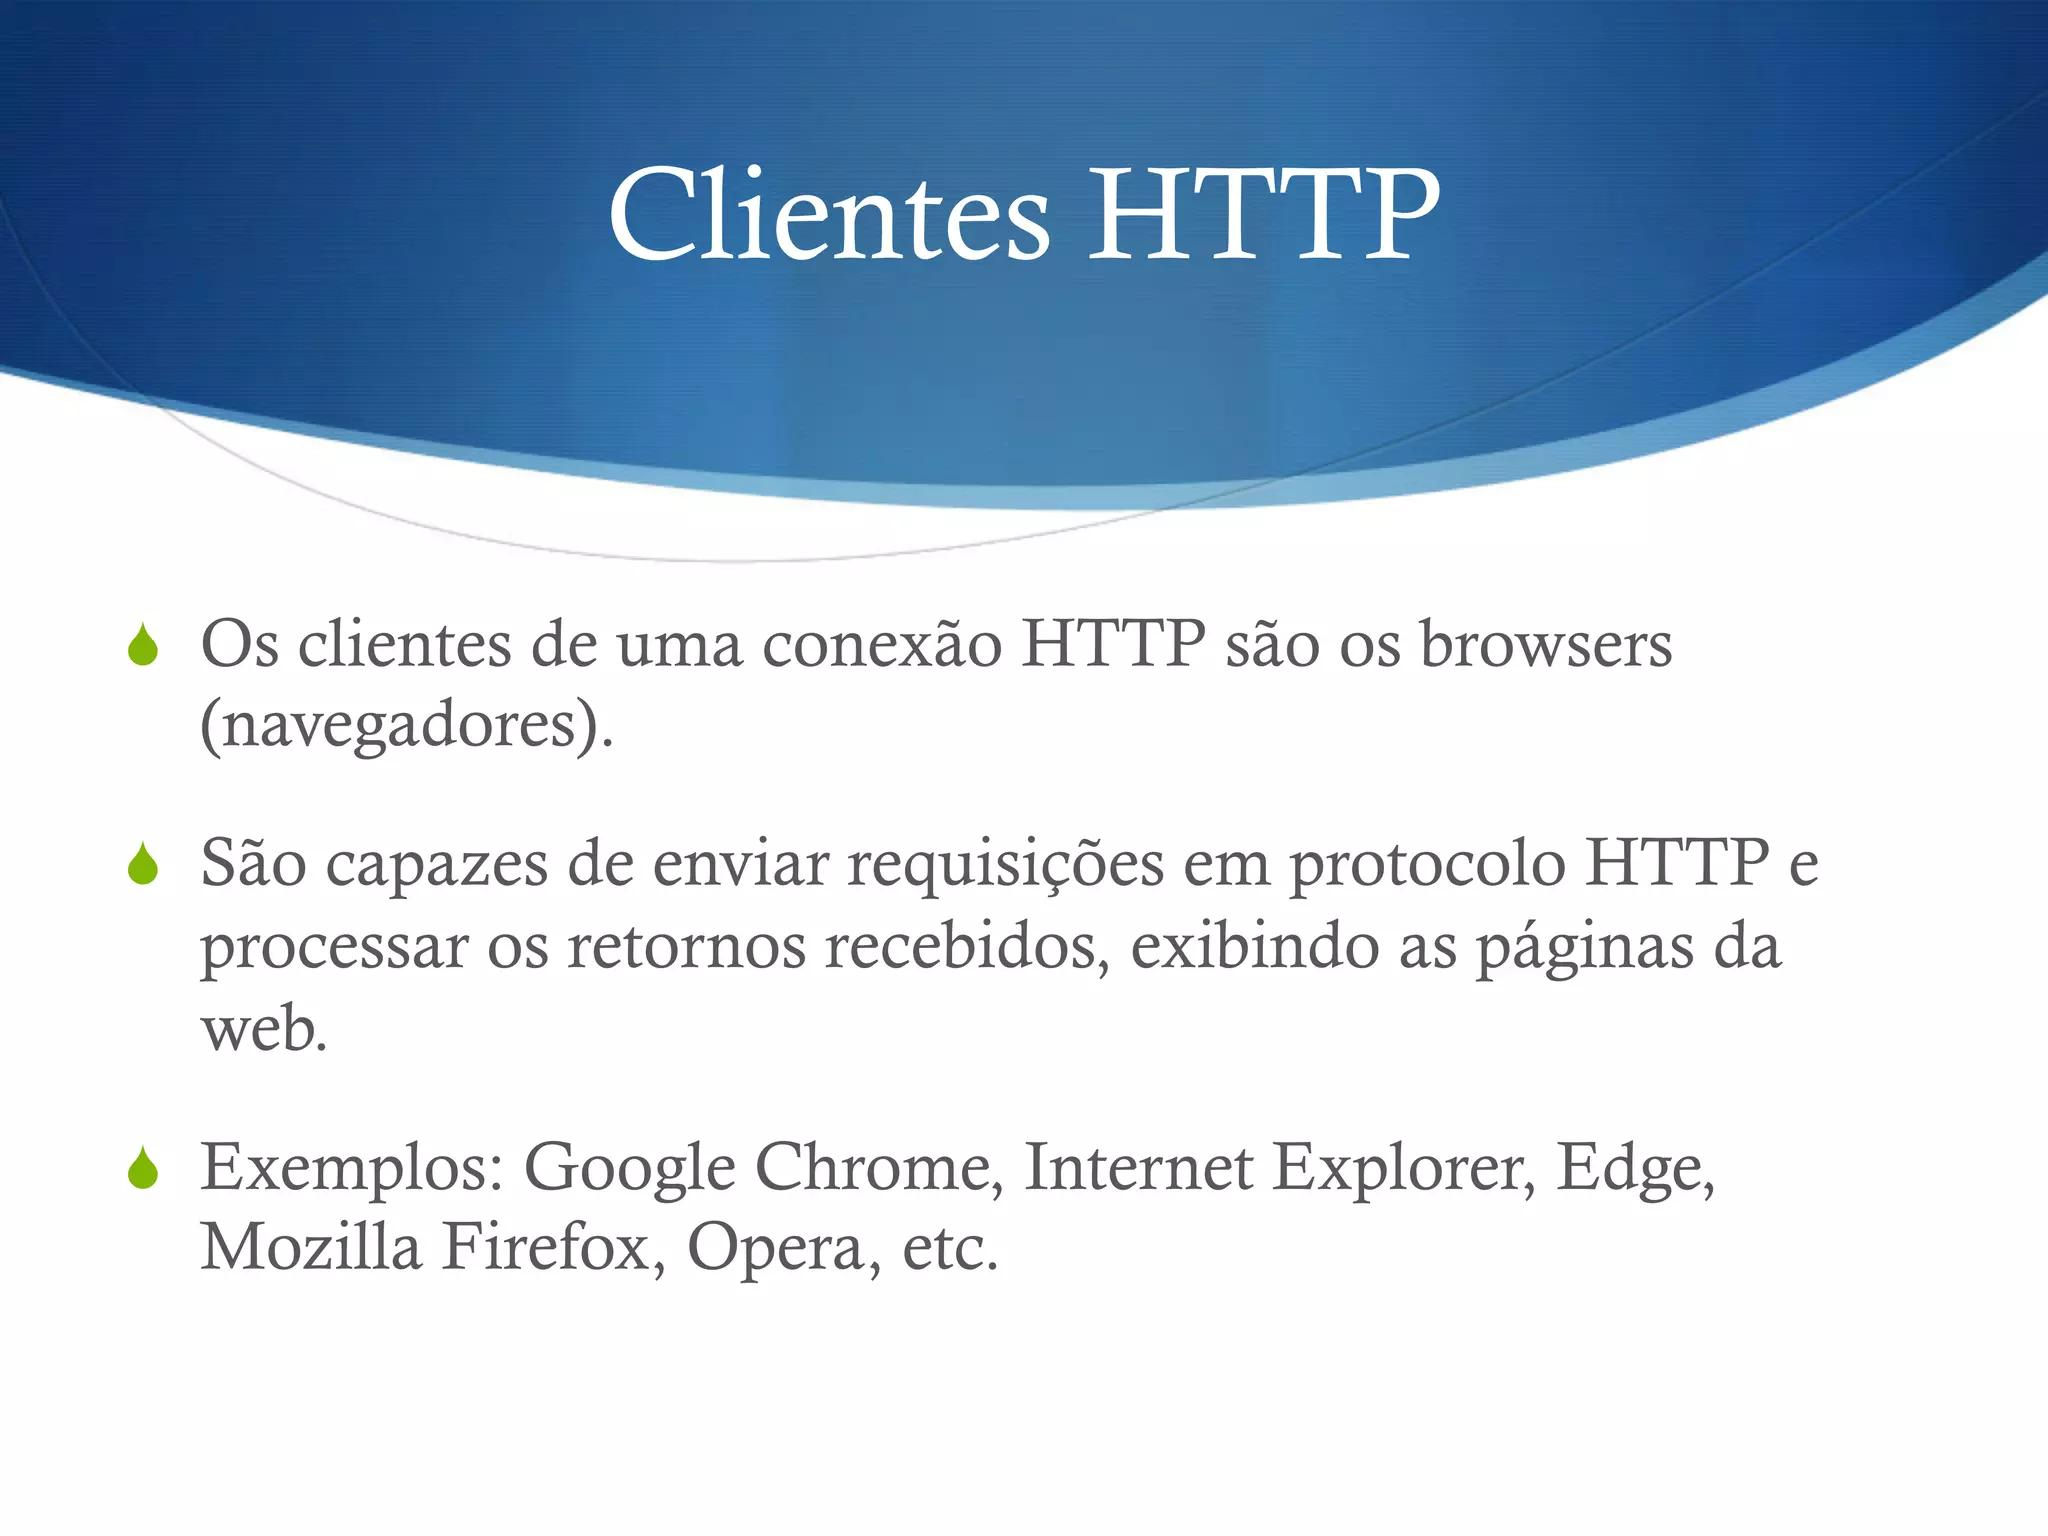 Clientes HTTP
Os clientes de uma conexão HTTP são os browsers
(navegadores).
São capazes de enviar requisições em protocolo HTTP e
processar os retornos recebidos, exibindo as páginas da
web.
Exemplos: Google Chrome, Internet Explorer, Edge,
Mozilla Firefox, Opera, etc.